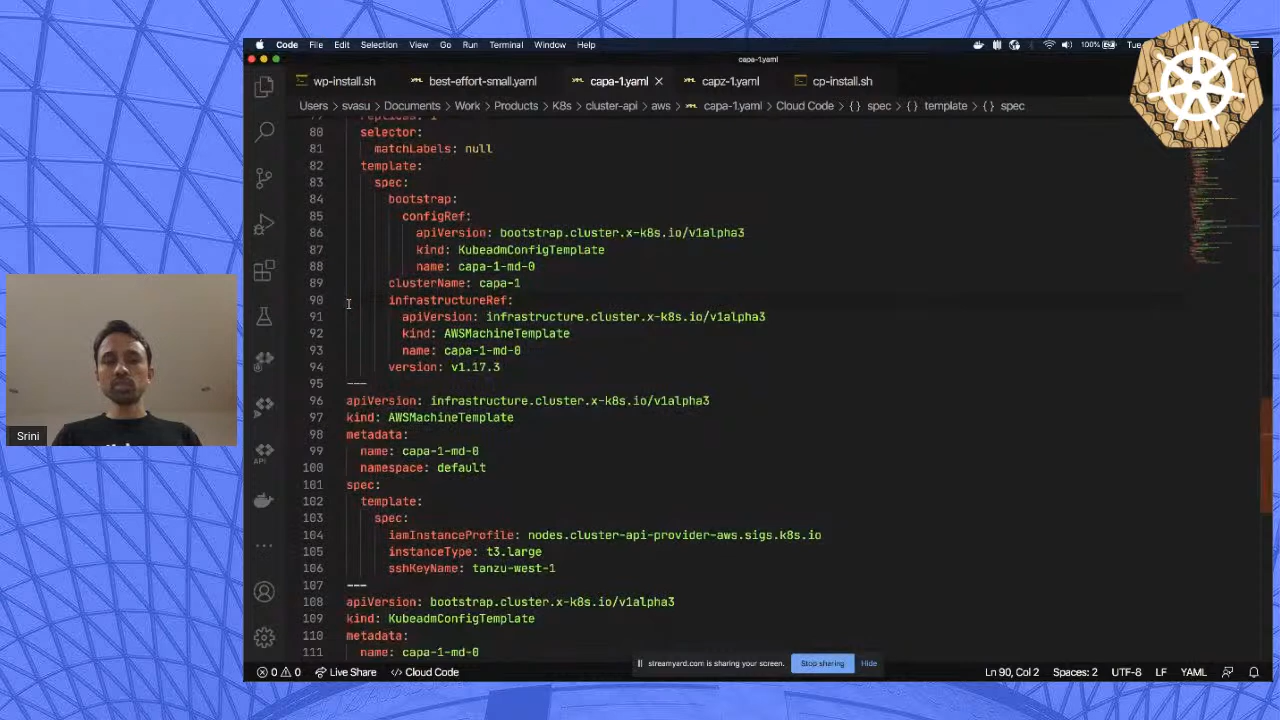 Code File Edit Selection View Go Run Terminal Window Help 100% Tue
capa-1.yaml
wp-install.sh best-effort-small.yaml capa-1.yaml capz-1.yaml cp-install.sh
Users > svasu > Documents > Work > Products > K8s > cluster-api > aws > capa-1.yaml > Cloud Code > {} spec > {} template > {} spec
79 replicas: 1
80 selector:
81 matchLabels: null
82 template:
83 spec:
84 bootstrap:
85 configRef:
86 apiVersion: bootstrap.cluster.x-k8s.io/v1alpha3
87 kind: KubeadmConfigTemplate
88 name: capa-1-md-0
89 clusterName: capa-1
90 infrastructureRef:
91 apiVersion: infrastructure.cluster.x-k8s.io/v1alpha3
92 kind: AWSMachineTemplate
93 name: capa-1-md-0
94 version: v1.17.3
95 ---
96 apiVersion: infrastructure.cluster.x-k8s.io/v1alpha3
97 kind: AWSMachineTemplate
98 metadata:
99 name: capa-1-md-0
100 namespace: default
101 spec:
102 template:
103 spec:
104 iamInstanceProfile: nodes.cluster-api-provider-aws.sigs.k8s.io
105 instanceType: t3.large
106 sshKeyName: tanzu-west-1
107 ---
108 apiVersion: bootstrap.cluster.x-k8s.io/v1alpha3
109 kind: KubeadmConfigTemplate
110 metadata:
111 name: capa-1-md-0
API
Srini
streamyard.com is sharing your screen. Stop sharing Hide
0 0 Live Share </> Cloud Code Ln 90, Col 2 Spaces: 2 UTF-8 LF YAML